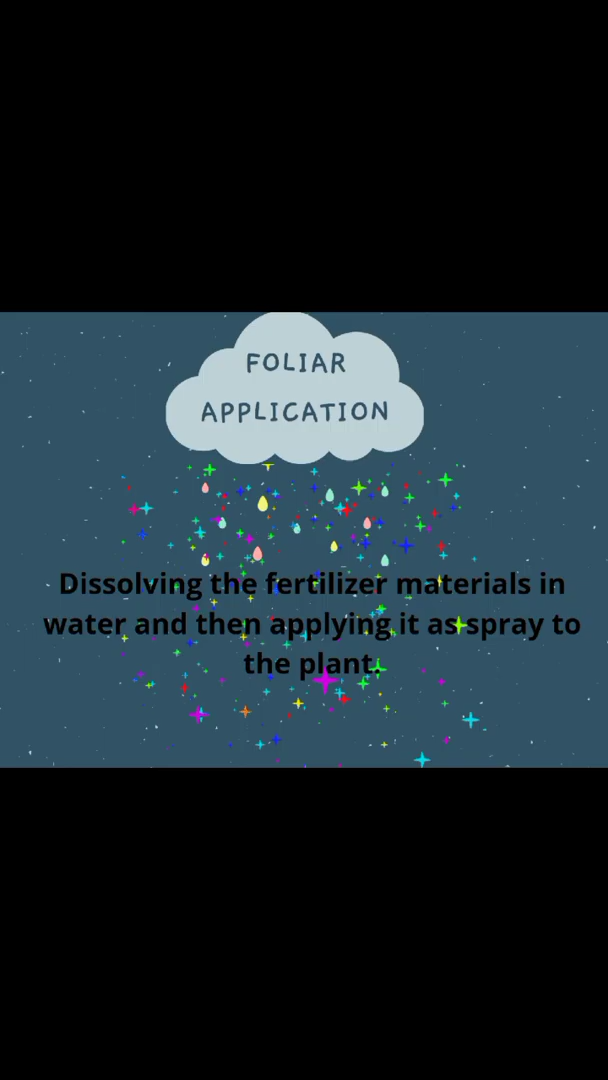 FOLIAR
APPLICATION
Dissolving the fertilizer materials in
water and then applying it as spray to
the plant.